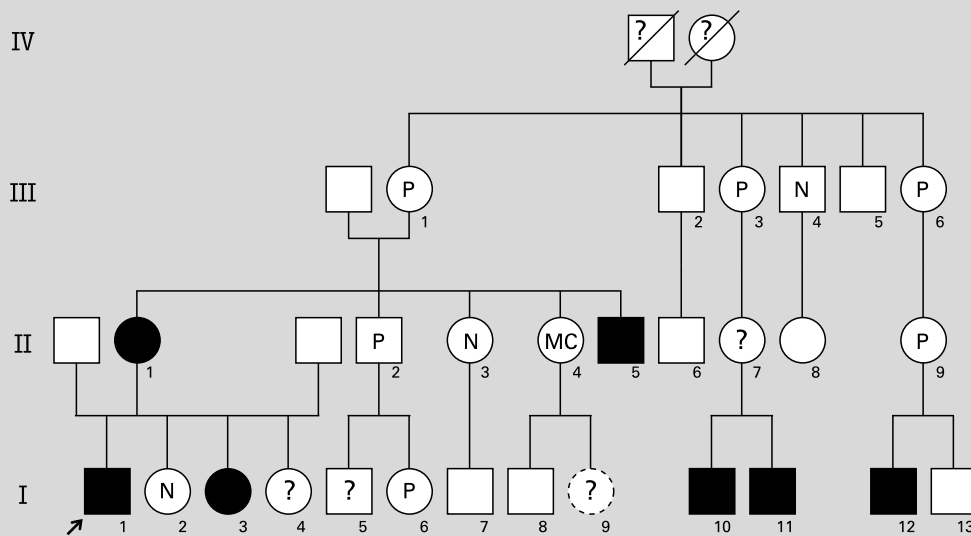 IV
? ?
III
P P N P
1 2 3 4 5 6
II
P N MC ? P
1 2 3 4 5 6 7 8 9
I
N ? ? P ?
1 2 3 4 5 6 7 8 9 10 11 12 13